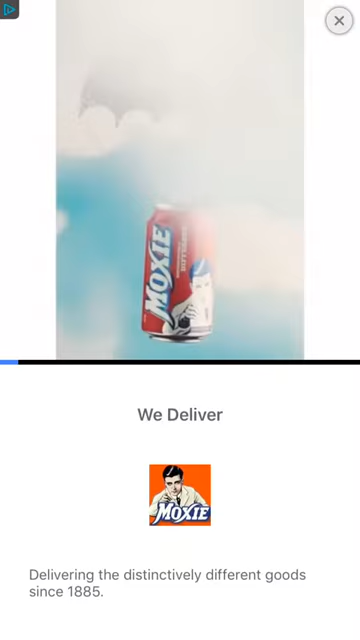 MOXIE
We Deliver
MOXIE
Delivering the distinctively different goods
since 1885.